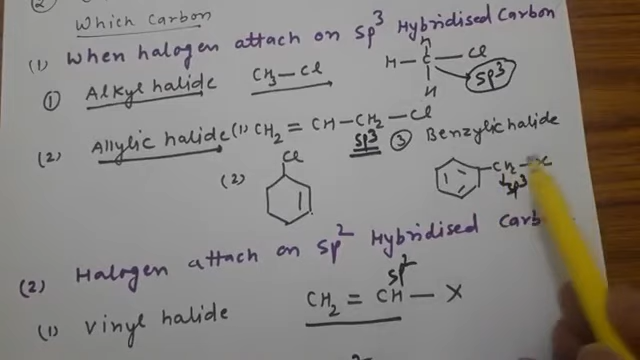 (2) Which Carbon
(1) When halogen attach on Sp³ Hybridised Carbon
(1) Alkyl halide CH₃—Cl
H
H—C—Cl
H
Sp³
(2) Allylic halide (1) CH₂ = CH—CH₂—Cl
Sp³
(3) Benzylic halide
(2)
Cl
CH₂—
Sp³
(2) Halogen attach on Sp² Hybridised Carbon
(1) Vinyl halide CH₂ = CH — X
Sp²